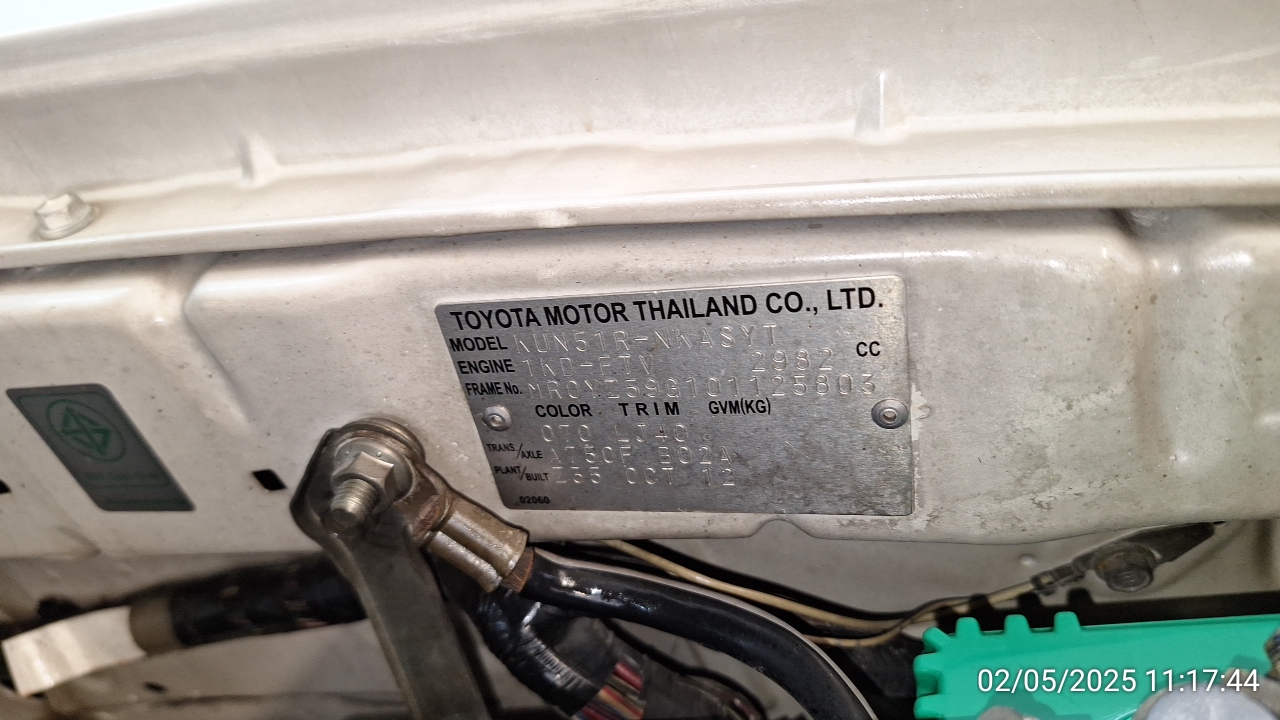 TOYOTA MOTOR THAILAND CO., LTD.
MODEL KUN51R-NKASYT
ENGINE 1KD-FTV 2982 CC
FRAME No. MR0YZ59G101125803
COLOR TRIM GVM(KG)
070 LJ40
TRANS/AXLE A750F B02A
PLANT/BUILT Z55 OCT 12
02060
02/05/2025 11:17:44